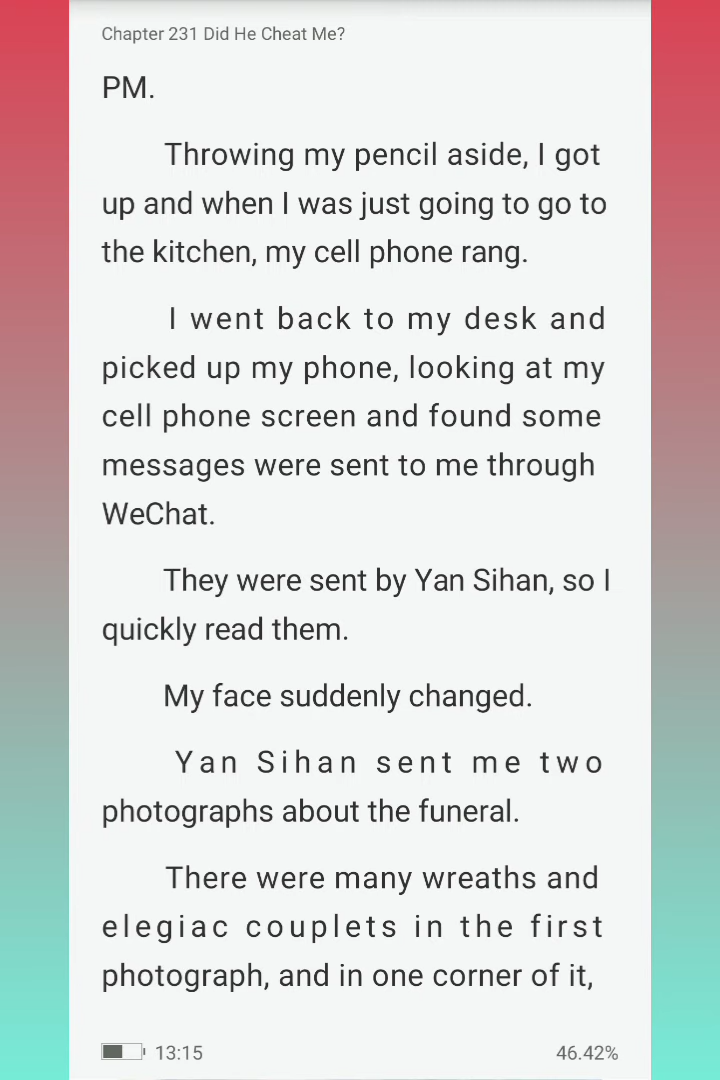 Chapter 231 Did He Cheat Me?
PM.
Throwing my pencil aside, I got
up and when I was just going to go to
the kitchen, my cell phone rang.
I went back to my desk and
picked up my phone, looking at my
cell phone screen and found some
messages were sent to me through
WeChat.
They were sent by Yan Sihan, so I
quickly read them.
My face suddenly changed.
Yan Sihan sent me two
photographs about the funeral.
There were many wreaths and
elegiac couplets in the first
photograph, and in one corner of it,
13:15
46.42%